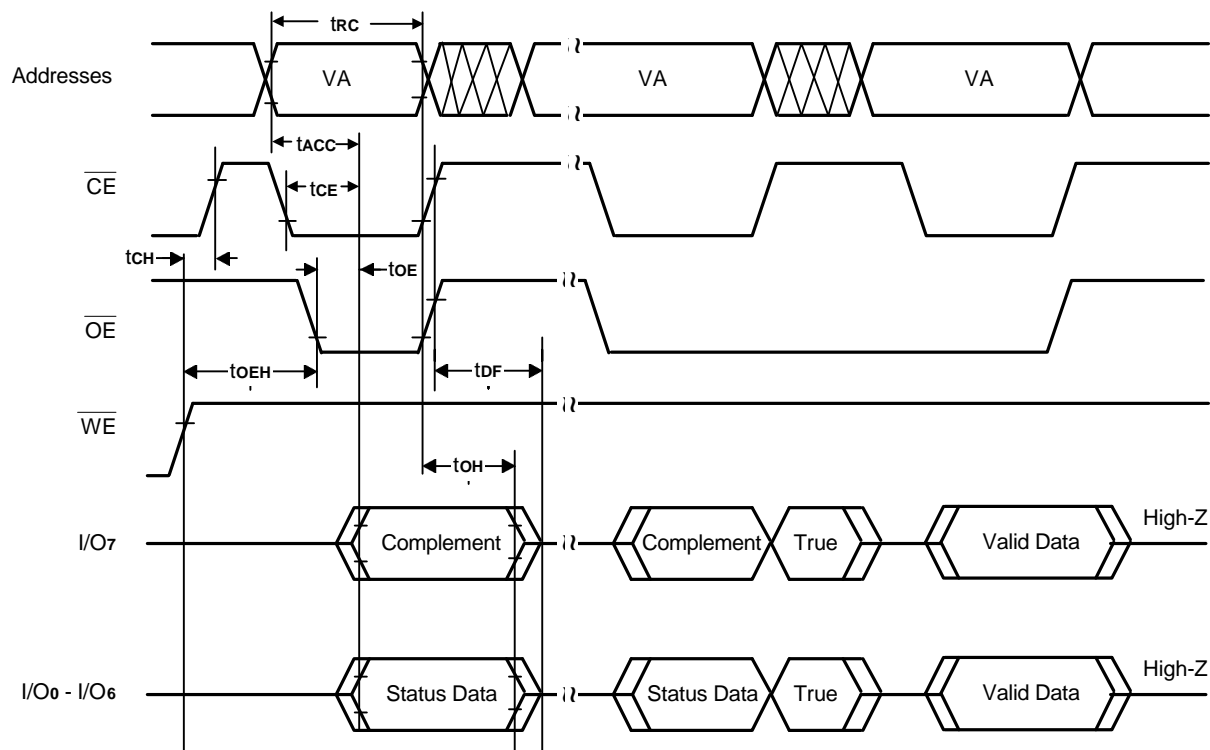 tRC
Addresses VA VA VA
tACC
CE
tCE
tCH
tOE
OE
tOEH
tDF
WE
tOH
I/O7 Complement Complement True Valid Data High-Z
I/O0 - I/O6 Status Data Status Data True Valid Data High-Z